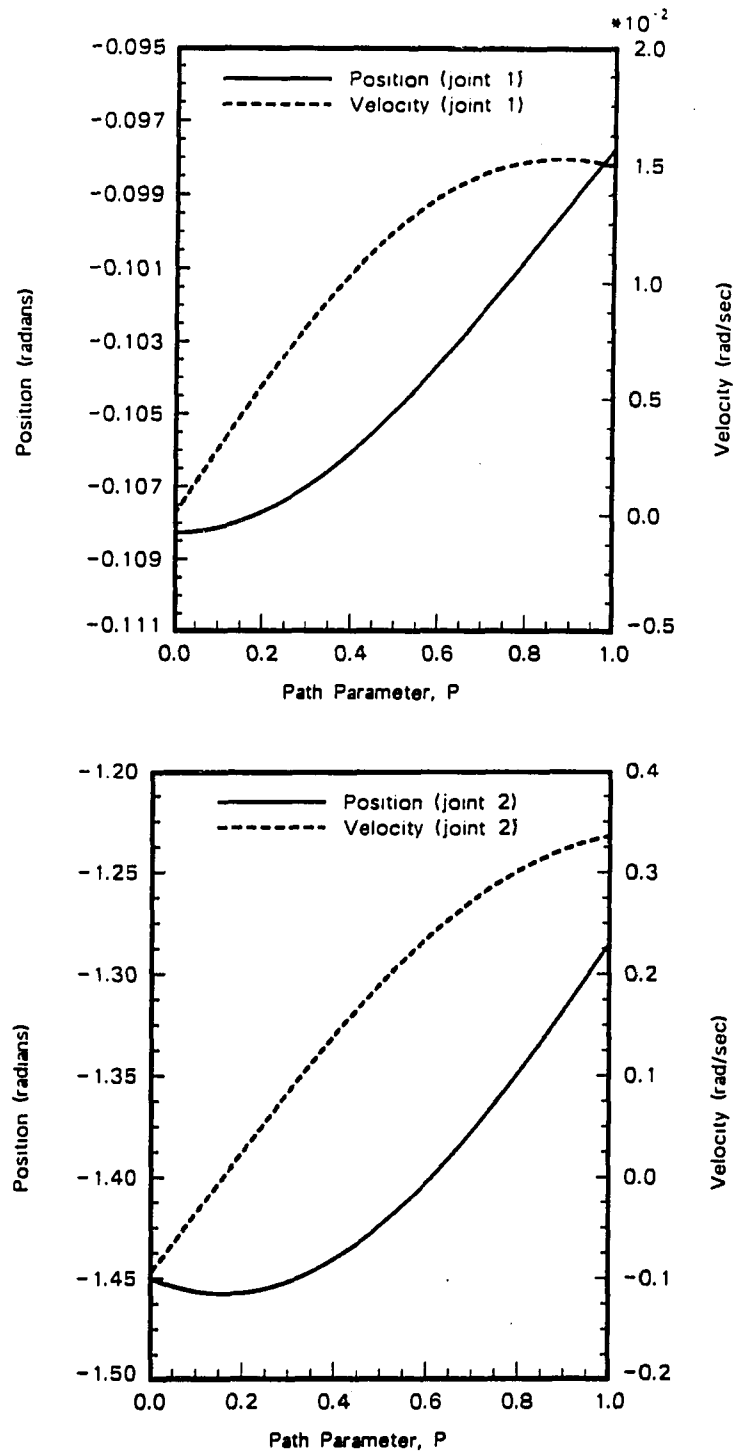 *10⁻²
-0.095
2.0
Position (joint 1)
Velocity (joint 1)
-0.097
-0.099
1.5
-0.101
1.0
-0.103
-0.105
0.5
-0.107
0.0
-0.109
-0.111
-0.5
Position (radians)
Velocity (rad/sec)
0.0 0.2 0.4 0.6 0.8 1.0
Path Parameter, P
-1.20
0.4
Position (joint 2)
Velocity (joint 2)
-1.25
0.3
-1.30
0.2
-1.35
0.1
-1.40
0.0
-1.45
-0.1
-1.50
-0.2
Position (radians)
Velocity (rad/sec)
0.0 0.2 0.4 0.6 0.8 1.0
Path Parameter, P